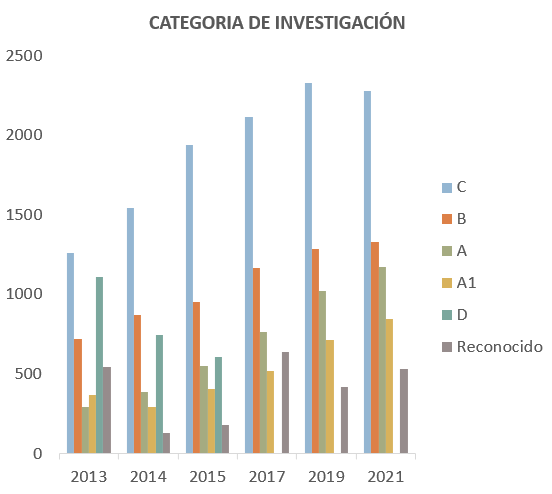 CATEGORIA DE INVESTIGACIÓN
2500
2000
1500
1000
500
0
2013 2014 2015 2017 2019 2021
C
B
A
A1
D
Reconocido